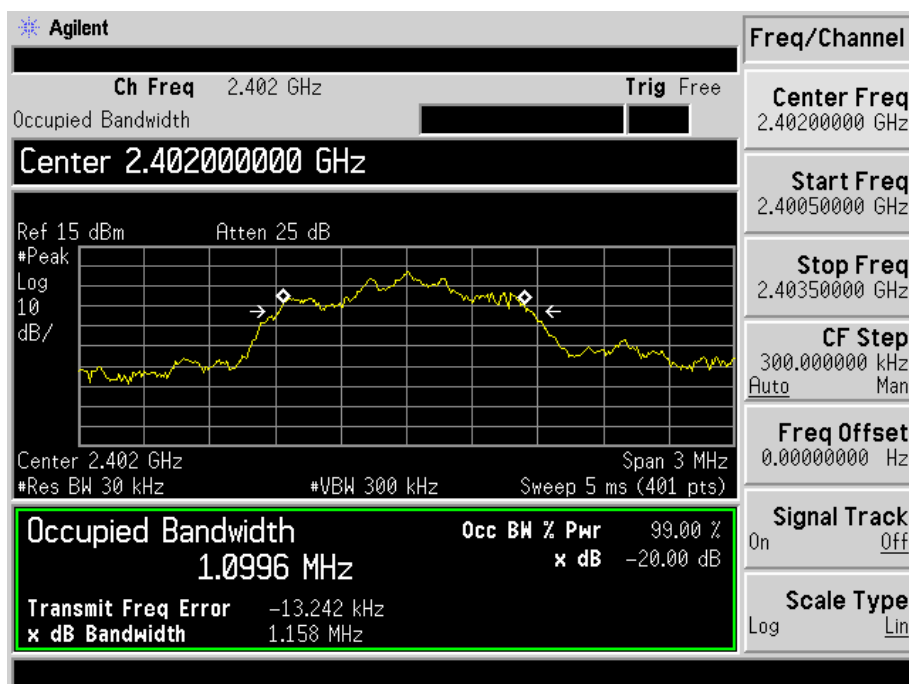 Agilent
Freq/Channel
Ch Freq 2.402 GHz Trig Free
Occupied Bandwidth
Center 2.402000000 GHz
Ref 15 dBm Atten 25 dB
#Peak
Log
10
dB/
Center 2.402 GHz Span 3 MHz
#Res BW 30 kHz #VBW 300 kHz Sweep 5 ms (401 pts)
Occupied Bandwidth Occ BW % Pwr 99.00 %
1.0996 MHz x dB -20.00 dB
Transmit Freq Error -13.242 kHz
x dB Bandwidth 1.158 MHz
Center Freq
2.40200000 GHz
Start Freq
2.40050000 GHz
Stop Freq
2.40350000 GHz
CF Step
300.000000 kHz
Auto Man
Freq Offset
0.00000000 Hz
Signal Track
On Off
Scale Type
Log Lin